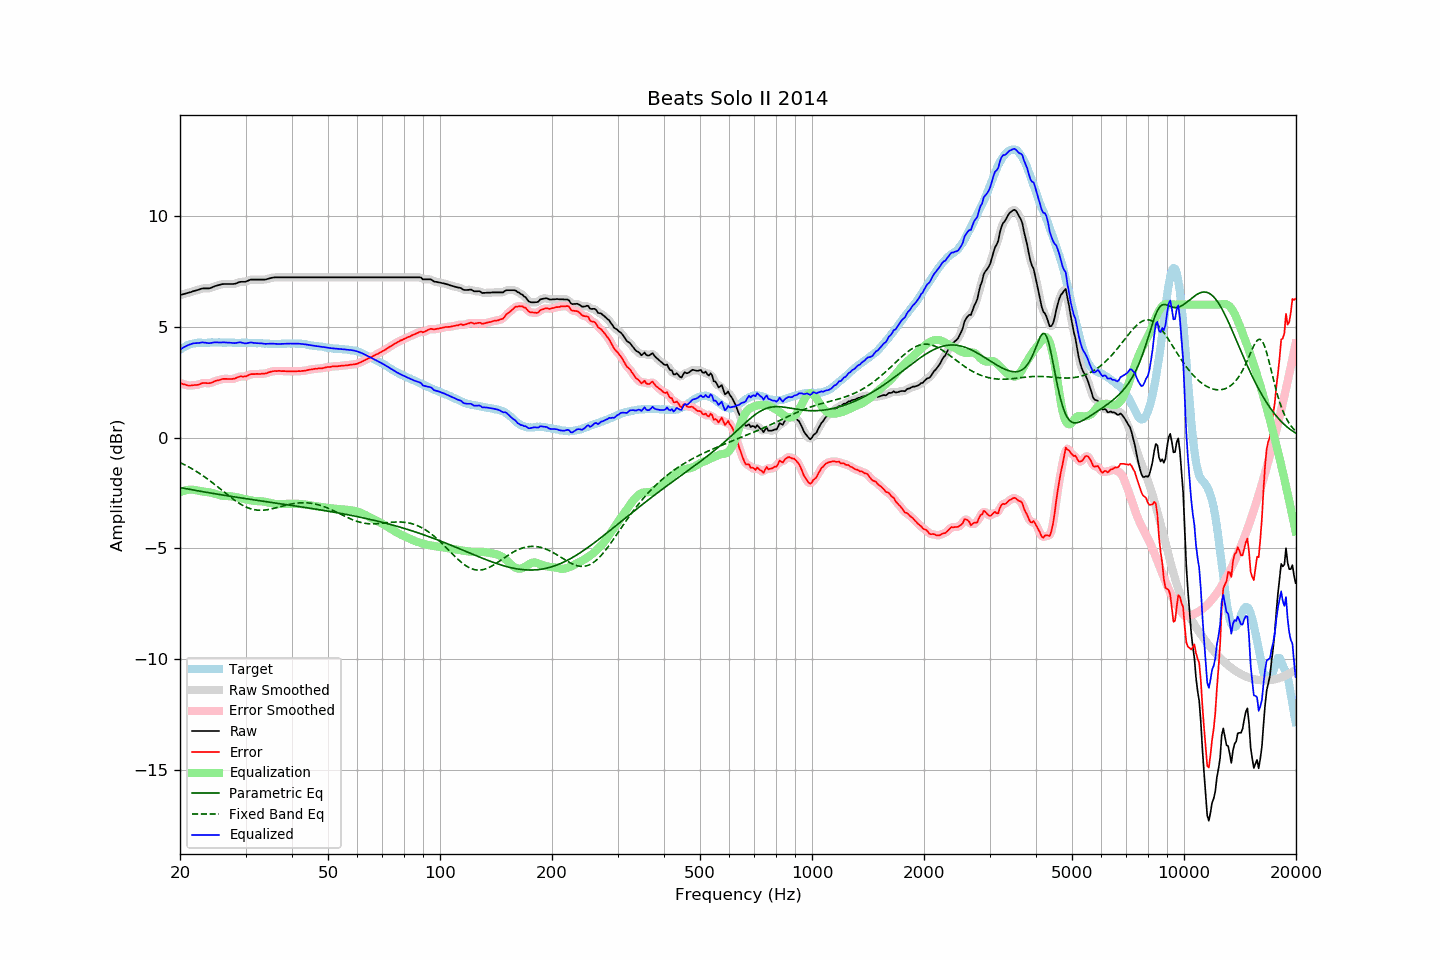 Beats Solo II 2014
Amplitude (dBr)
10
5
0
−5
−10
−15
Target
Raw Smoothed
Error Smoothed
Raw
Error
Equalization
Parametric Eq
Fixed Band Eq
Equalized
20 50 100 200 500 1000 2000 5000 10000 20000
Frequency (Hz)